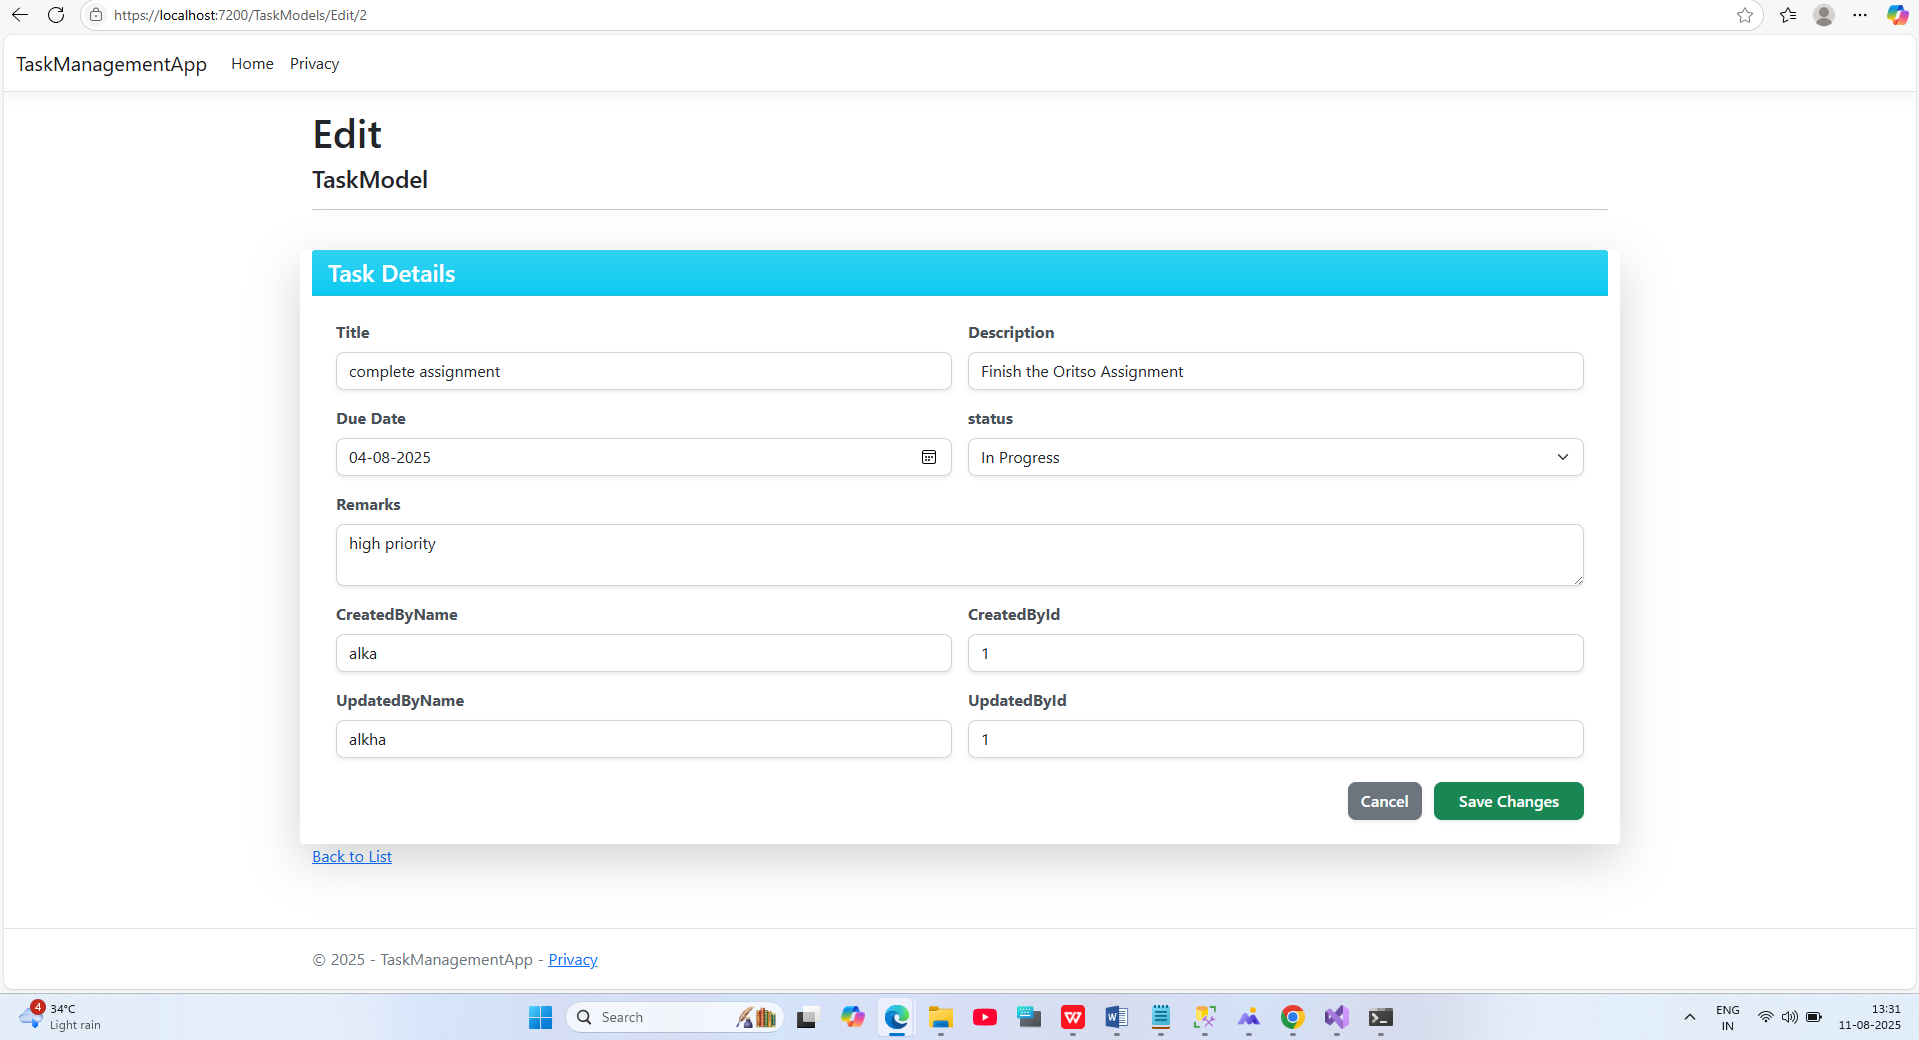 https://localhost:7200/TaskModels/Edit/2
TaskManagementApp Home Privacy
Edit
TaskModel
Task Details
Title Description
complete assignment Finish the Oritso Assignment
Due Date status
04-08-2025 In Progress
Remarks
high priority
CreatedByName CreatedById
alka 1
UpdatedByName UpdatedById
alkha 1
Cancel Save Changes
Back to List
© 2025 - TaskManagementApp - Privacy
4 34°C
Light rain
Search
ENG
IN
13:31
11-08-2025